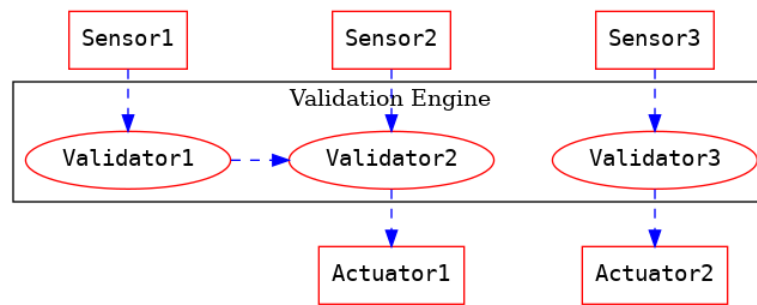 Sensor1 Sensor2 Sensor3
Validation Engine
Validator1 Validator2 Validator3
Actuator1 Actuator2